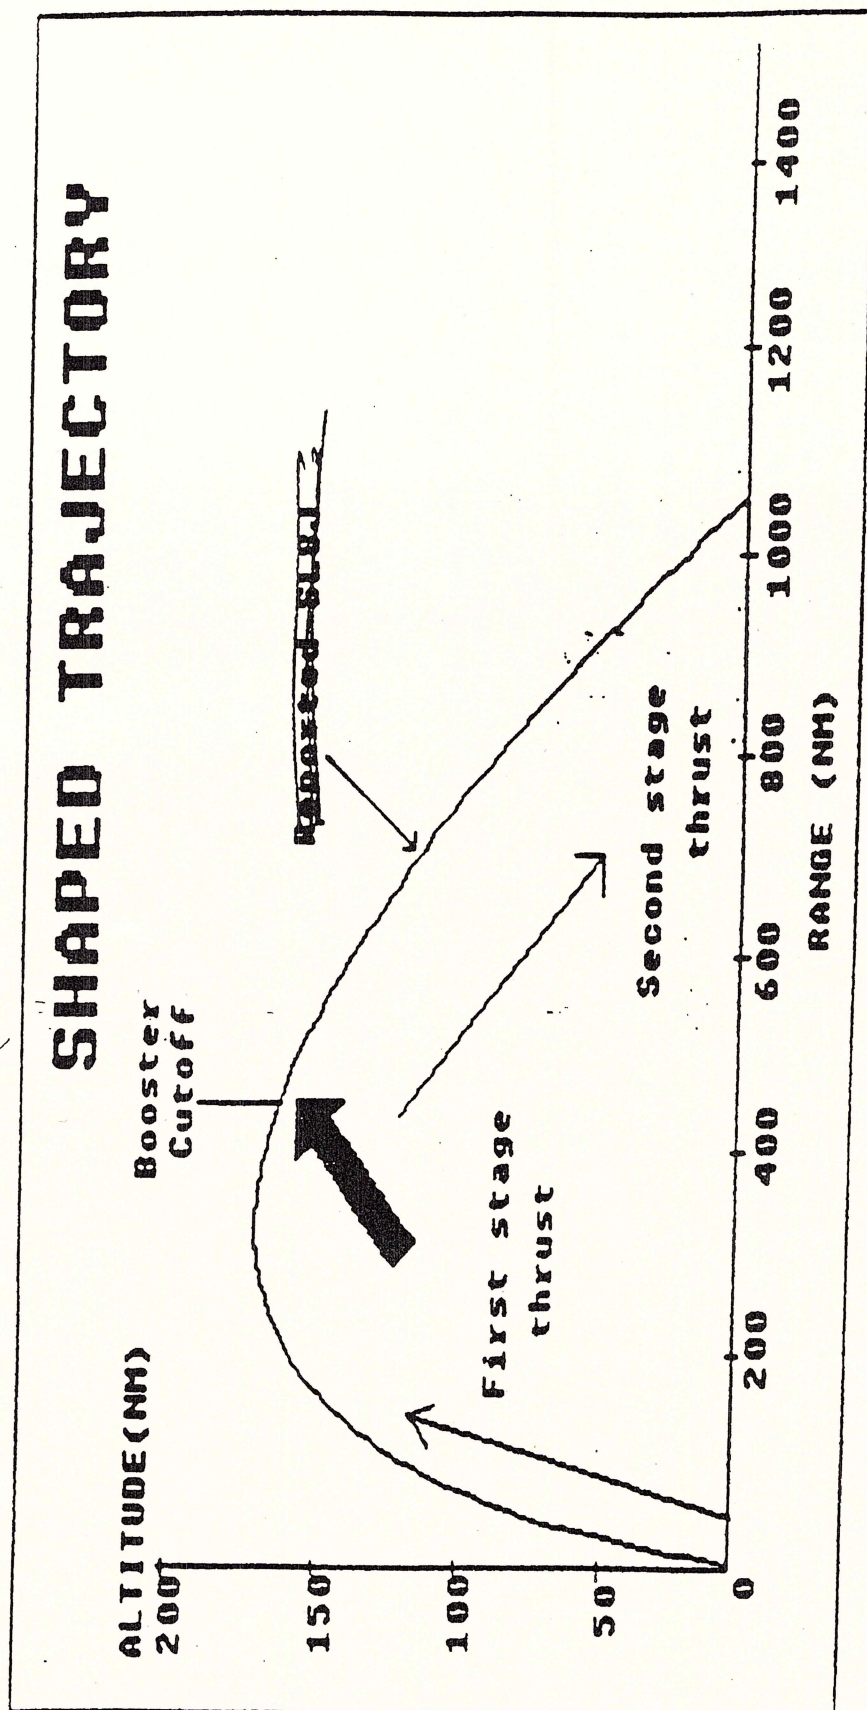 SHAPED TRAJECTORY
ALTITUDE(NM)
200
150
100
50
0
Booster
Cutoff
First stage
thrust
Second stage
thrust
200
400
600
800
1000
1200
1400
RANGE (NM)